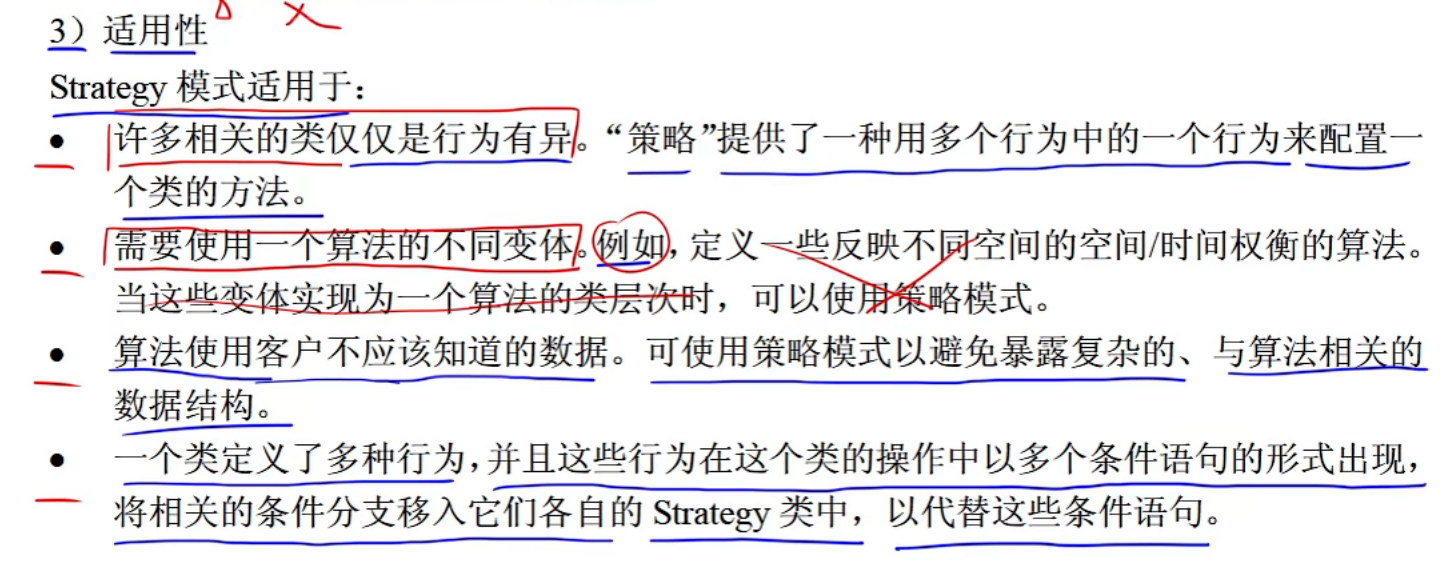 3）适用性
Strategy 模式适用于：
● 许多相关的类仅仅是行为有异。“策略”提供了一种用多个行为中的一个行为来配置一
个类的方法。
● 需要使用一个算法的不同变体。例如，定义一些反映不同空间的空间/时间权衡的算法。
当这些变体实现为一个算法的类层次时，可以使用策略模式。
● 算法使用客户不应该知道的数据。可使用策略模式以避免暴露复杂的、与算法相关的
数据结构。
● 一个类定义了多种行为，并且这些行为在这个类的操作中以多个条件语句的形式出现，
将相关的条件分支移入它们各自的 Strategy 类中，以代替这些条件语句。